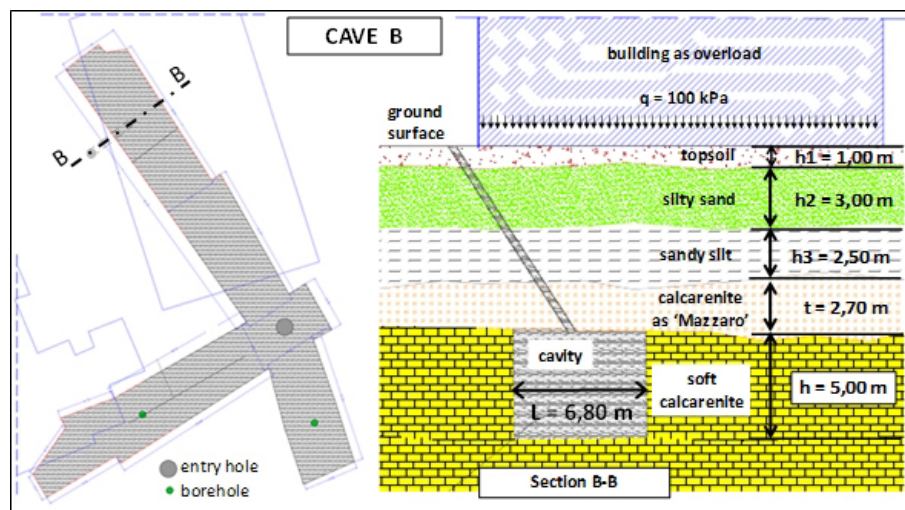 CAVE B
B
B
entry hole
borehole
building as overload
q = 100 kPa
ground
surface
topsoil
h1 = 1,00 m
silty sand
h2 = 3,00 m
sandy silt
h3 = 2,50 m
calcarenite
as 'Mazzaro'
t = 2,70 m
cavity
soft
calcarenite
h = 5,00 m
L = 6,80 m
Section B-B